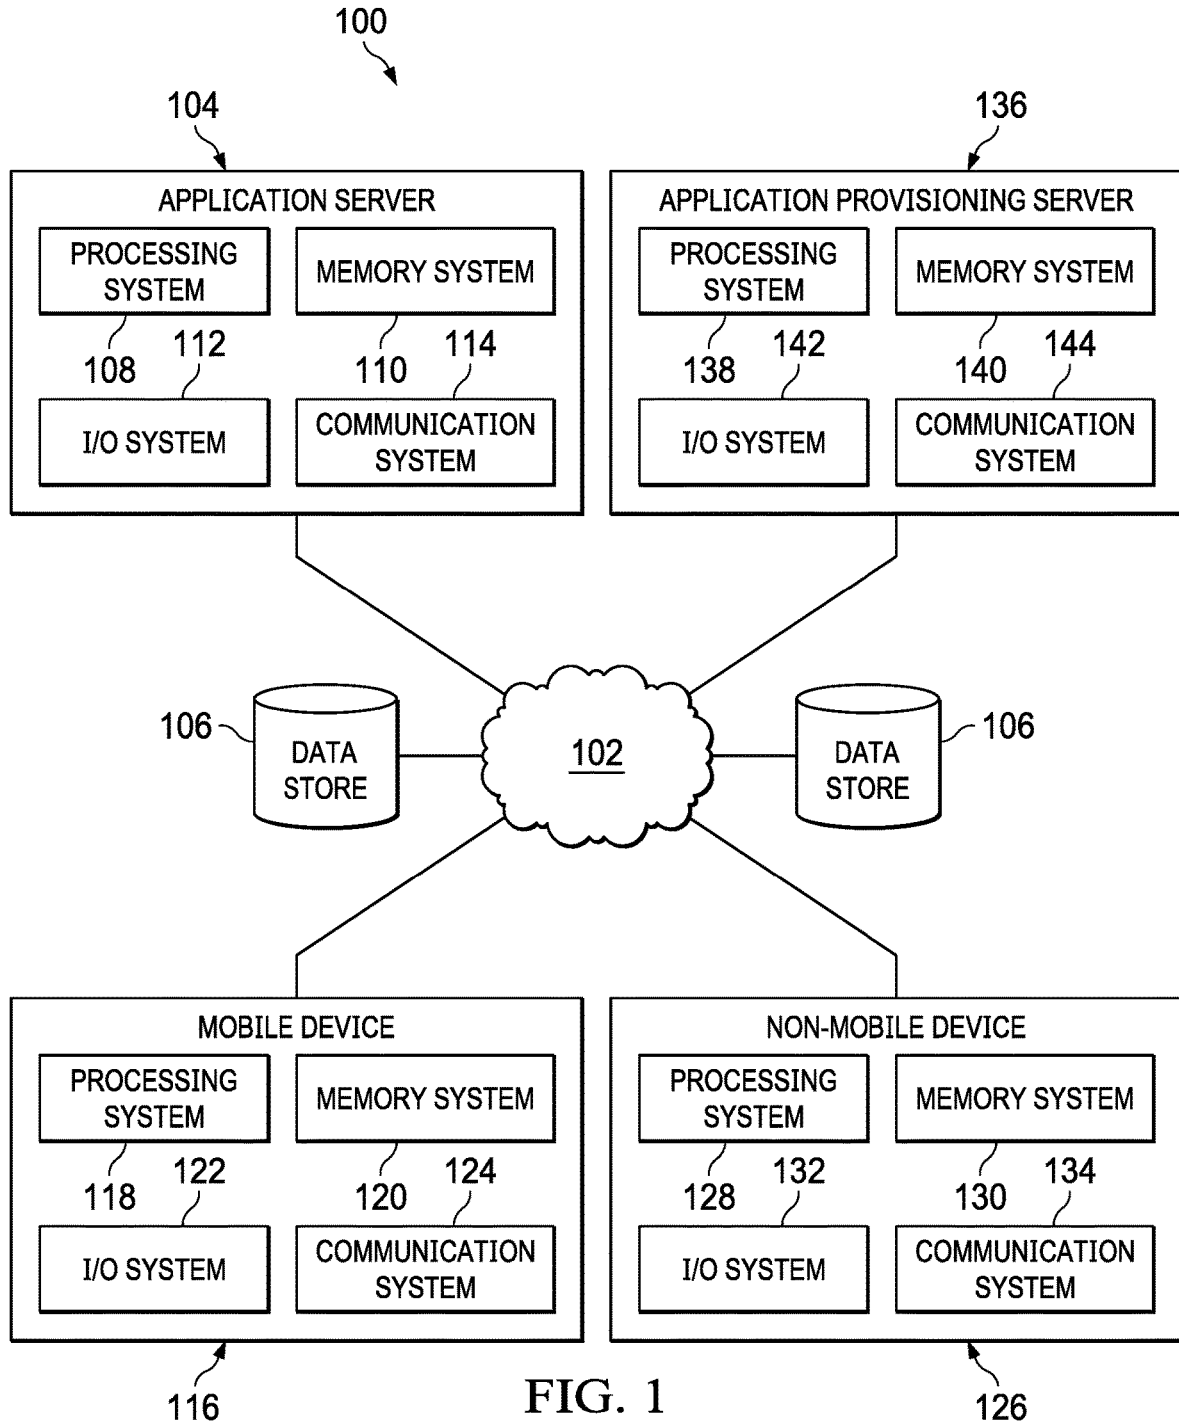 100
104
136
APPLICATION SERVER
PROCESSING
SYSTEM
MEMORY SYSTEM
108
112
110
114
I/O SYSTEM
COMMUNICATION
SYSTEM
APPLICATION PROVISIONING SERVER
PROCESSING
SYSTEM
MEMORY SYSTEM
138
142
140
144
I/O SYSTEM
COMMUNICATION
SYSTEM
106
DATA
STORE
102
DATA
STORE
106
MOBILE DEVICE
PROCESSING
SYSTEM
MEMORY SYSTEM
118
122
120
124
I/O SYSTEM
COMMUNICATION
SYSTEM
NON-MOBILE DEVICE
PROCESSING
SYSTEM
MEMORY SYSTEM
128
132
130
134
I/O SYSTEM
COMMUNICATION
SYSTEM
116
FIG. 1
126